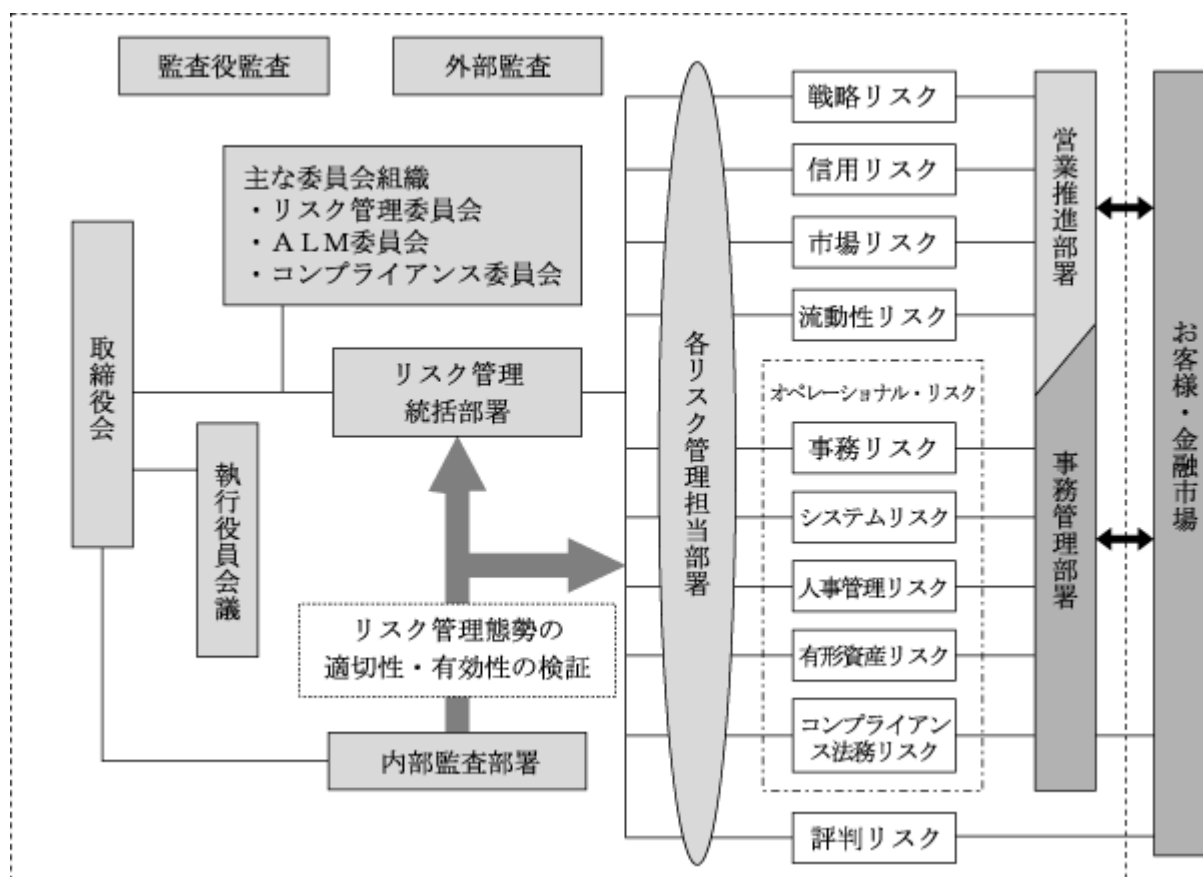 監査役監査
外部監査
主な委員会組織
・リスク管理委員会
・ＡＬＭ委員会
・コンプライアンス委員会
取締役会
執行役員会議
リスク管理
統括部署
リスク管理態勢の
適切性・有効性の検証
内部監査部署
各リスク管理担当部署
戦略リスク
信用リスク
市場リスク
流動性リスク
オペレーショナル・リスク
事務リスク
システムリスク
人事管理リスク
有形資産リスク
コンプライアン
ス法務リスク
評判リスク
営業推進部署
事務管理部署
お客様・金融市場